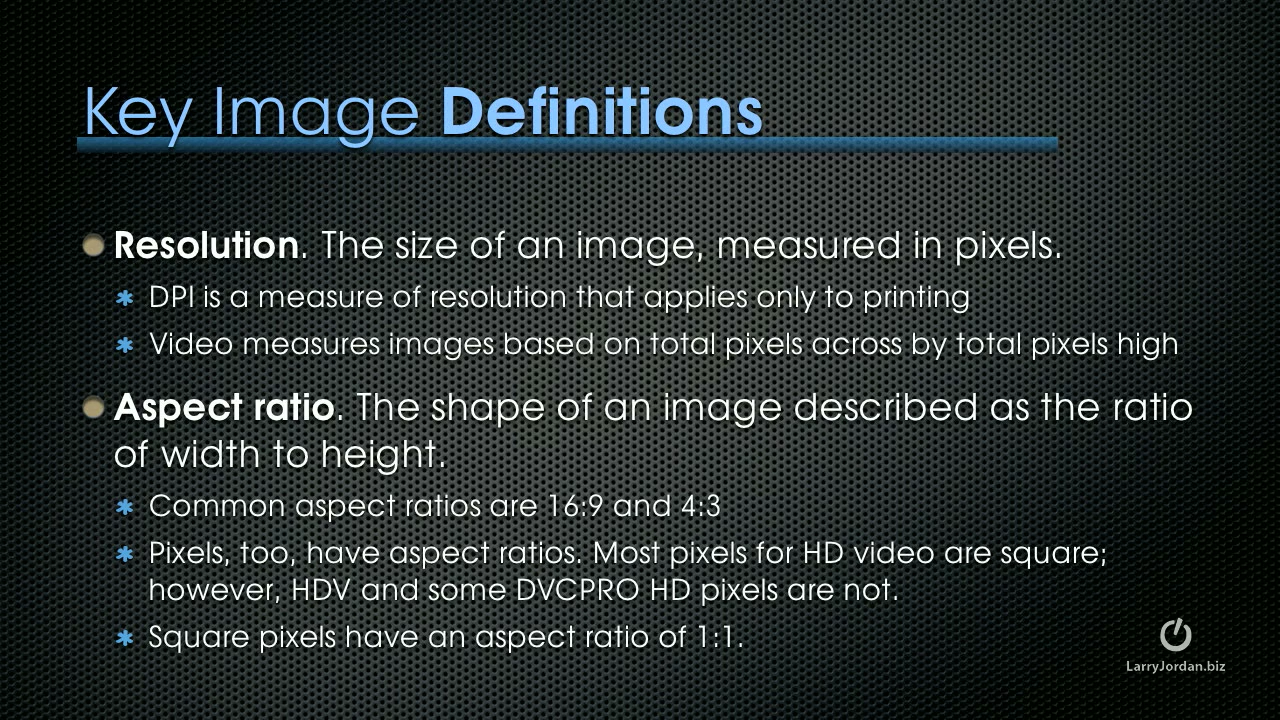 Key Image Definitions
Resolution. The size of an image, measured in pixels.
DPI is a measure of resolution that applies only to printing
Video measures images based on total pixels across by total pixels high
Aspect ratio. The shape of an image described as the ratio
of width to height.
Common aspect ratios are 16:9 and 4:3
Pixels, too, have aspect ratios. Most pixels for HD video are square;
however, HDV and some DVCPRO HD pixels are not.
Square pixels have an aspect ratio of 1:1.
LarryJordan.biz